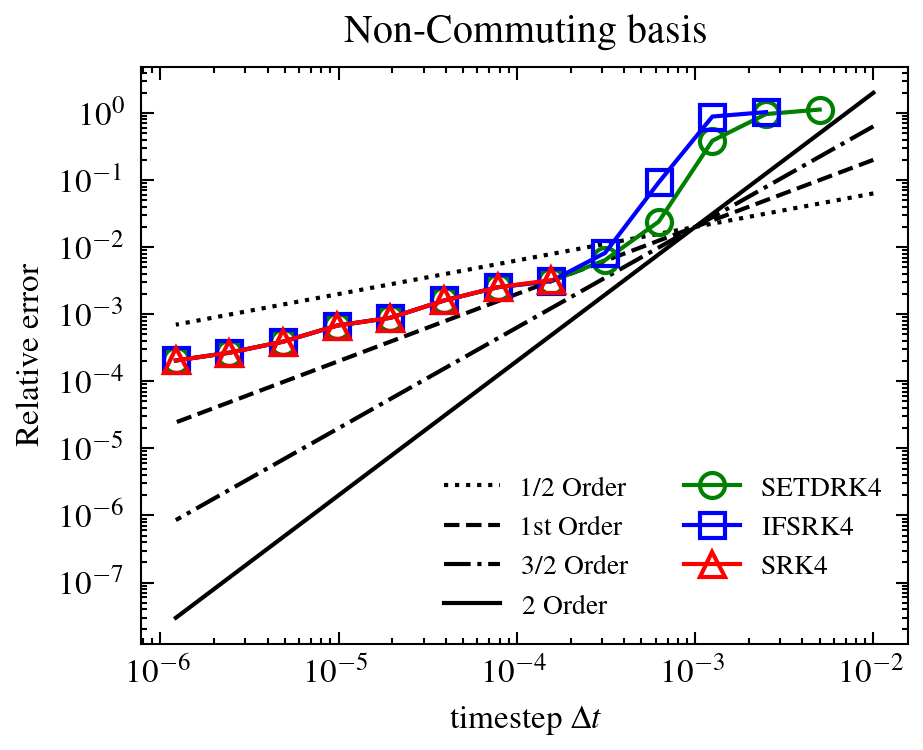 Non-Commuting basis
Relative error
10⁰
10⁻¹
10⁻²
10⁻³
10⁻⁴
10⁻⁵
10⁻⁶
10⁻⁷
1/2 Order
1st Order
3/2 Order
2 Order
SETDRK4
IFSRK4
SRK4
10⁻⁶ 10⁻⁵ 10⁻⁴ 10⁻³ 10⁻²
timestep Δt